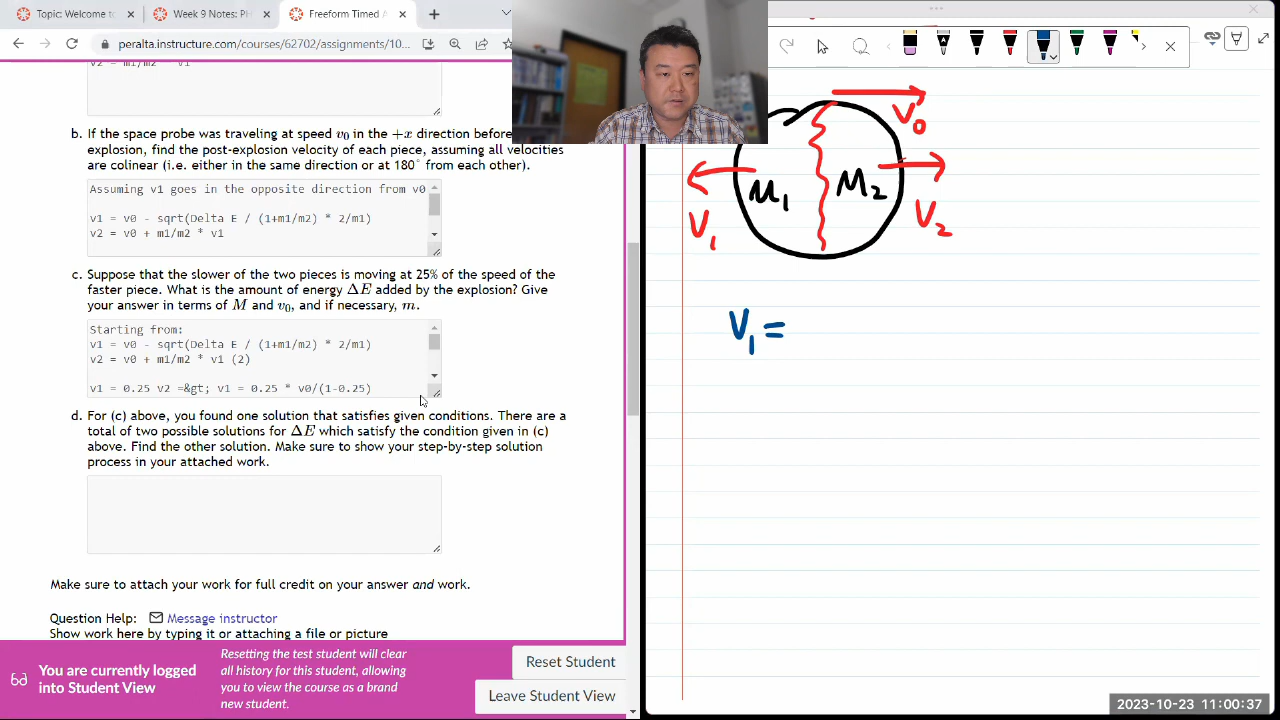 Topic: Welcome to
Week 9 Notes PH
Freeform Timed A
peralta.instructure.com/course/62702/assignments/10...
v2 = m1/m2 * v1
b. If the space probe was traveling at speed v0 in the +x direction before
explosion, find the post-explosion velocity of each piece, assuming all velocities
are colinear (i.e. either in the same direction or at 180° from each other).
Assuming v1 goes in the opposite direction from v0
v1 = v0 - sqrt(Delta E / (1+m1/m2) * 2/m1)
v2 = v0 + m1/m2 * v1
c. Suppose that the slower of the two pieces is moving at 25% of the speed of the
faster piece. What is the amount of energy ΔE added by the explosion? Give
your answer in terms of M and v0, and if necessary, m.
Starting from:
v1 = v0 - sqrt(Delta E / (1+m1/m2) * 2/m1)
v2 = v0 + m1/m2 * v1 (2)
v1 = 0.25 v2 =&gt; v1 = 0.25 * v0/(1-0.25)
d. For (c) above, you found one solution that satisfies given conditions. There are a
total of two possible solutions for ΔE which satisfy the condition given in (c)
above. Find the other solution. Make sure to show your step-by-step solution
process in your attached work.
Make sure to attach your work for full credit on your answer and work.
Question Help: Message instructor
Show work here by typing it or attaching a file or picture
You are currently logged
into Student View
Resetting the test student will clear
all history for this student, allowing
you to view the course as a brand
new student.
Reset Student
Leave Student View
V0
M1
M2
V1
V2
V1 =
2023-10-23 11:00:37